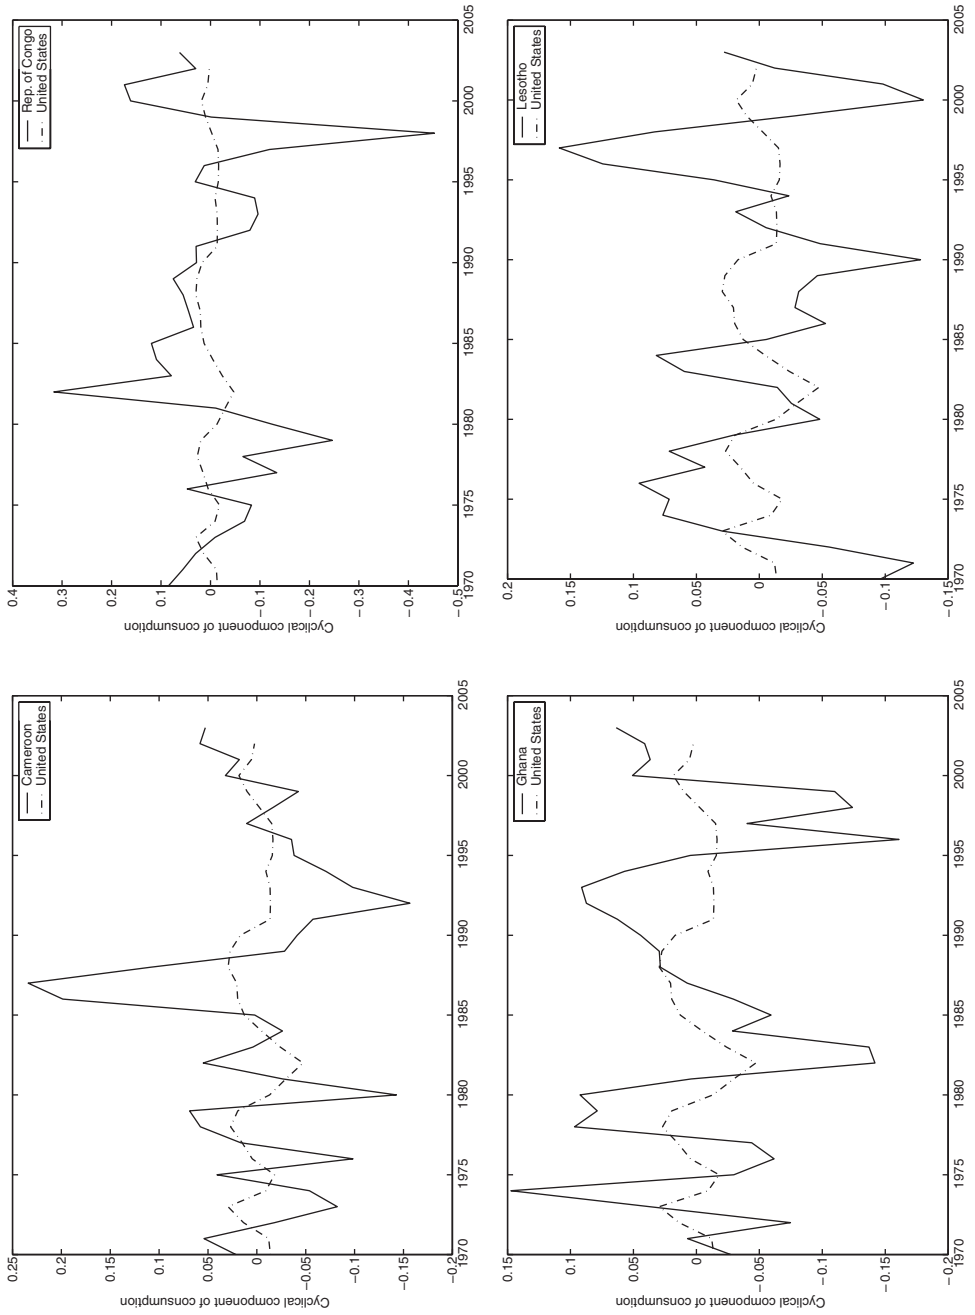 Cameroon
United States
Cyclical component of consumption
0.25
0.2
0.15
0.1
0.05
0
−0.05
−0.1
−0.15
−0.2
1970 1975 1980 1985 1990 1995 2000 2005
Rep. of Congo
United States
Cyclical component of consumption
0.4
0.3
0.2
0.1
0
−0.1
−0.2
−0.3
−0.4
−0.5
1970 1975 1980 1985 1990 1995 2000 2005
Ghana
United States
Cyclical component of consumption
0.15
0.1
0.05
0
−0.05
−0.1
−0.15
−0.2
1970 1975 1980 1985 1990 1995 2000 2005
Lesotho
United States
Cyclical component of consumption
0.2
0.15
0.1
0.05
0
−0.05
−0.1
−0.15
1970 1975 1980 1985 1990 1995 2000 2005